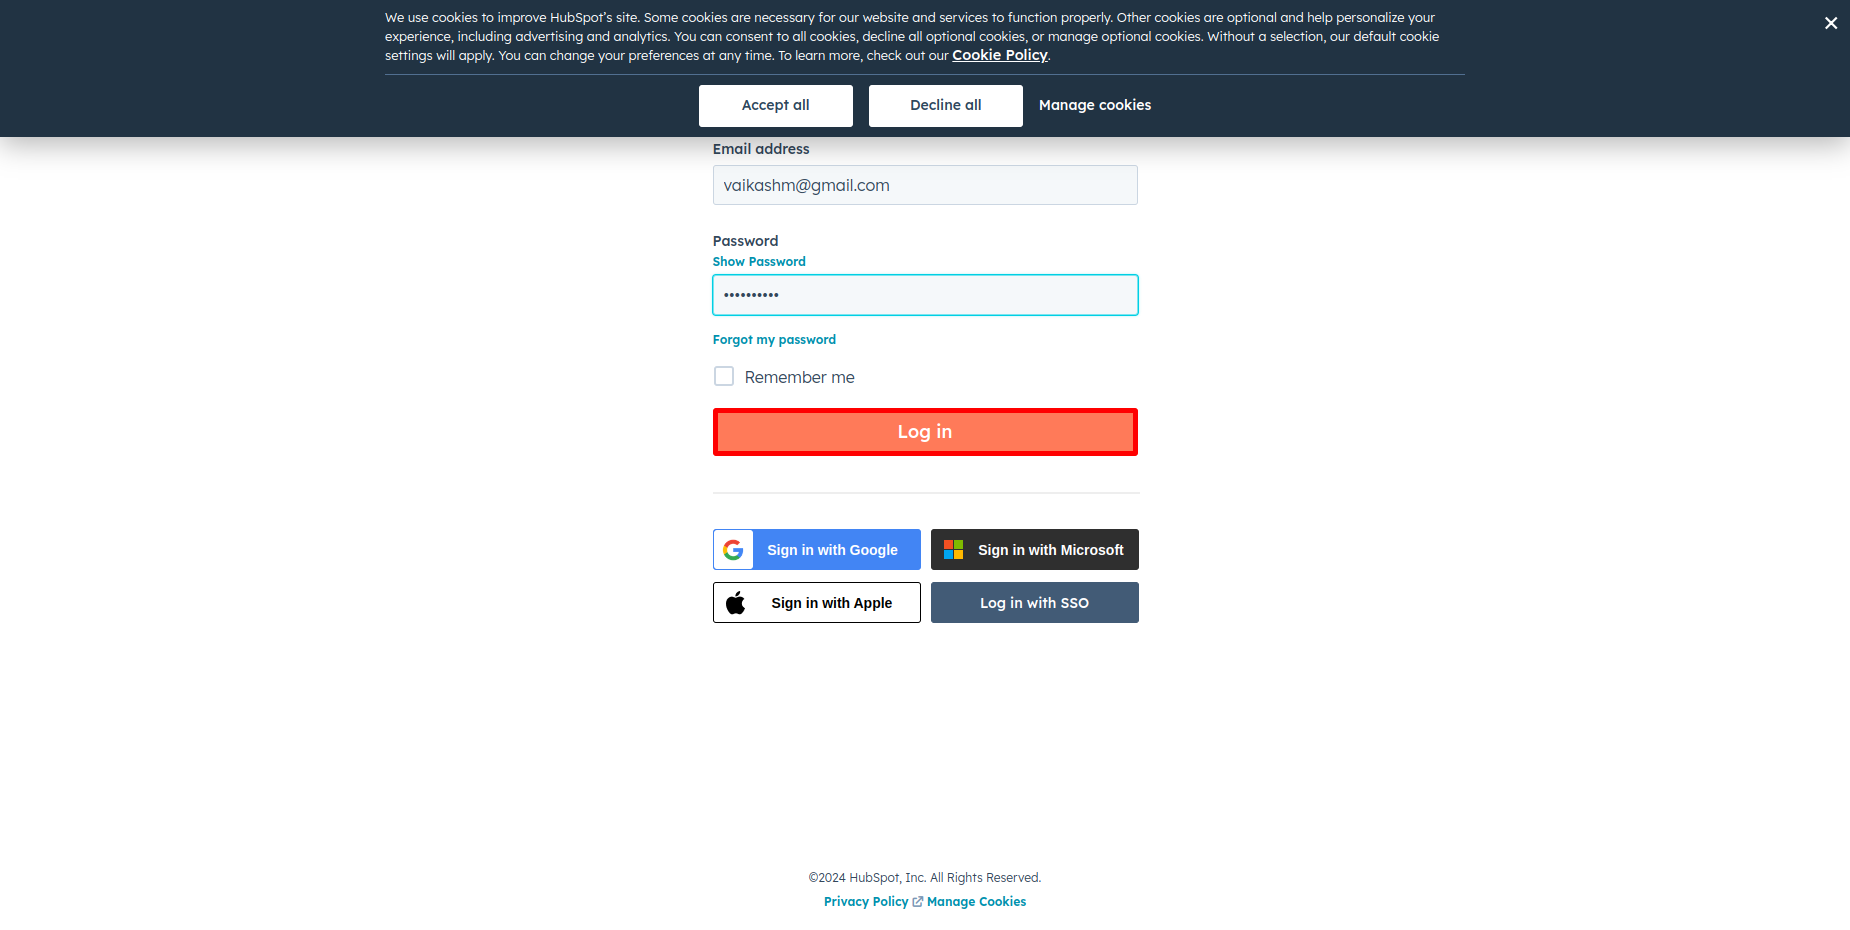 We use cookies to improve HubSpot's site. Some cookies are necessary for our website and services to function properly. Other cookies are optional and help personalize your
experience, including advertising and analytics. You can consent to all cookies, decline all optional cookies, or manage optional cookies. Without a selection, our default cookie
settings will apply. You can change your preferences at any time. To learn more, check out our Cookie Policy.
Accept all
Decline all
Manage cookies
Email address
vaikashm@gmail.com
Password
Show Password
••••••••••
Forgot my password
Remember me
Log in
Sign in with Google
Sign in with Microsoft
Sign in with Apple
Log in with SSO
©2024 HubSpot, Inc. All Rights Reserved.
Privacy Policy Manage Cookies